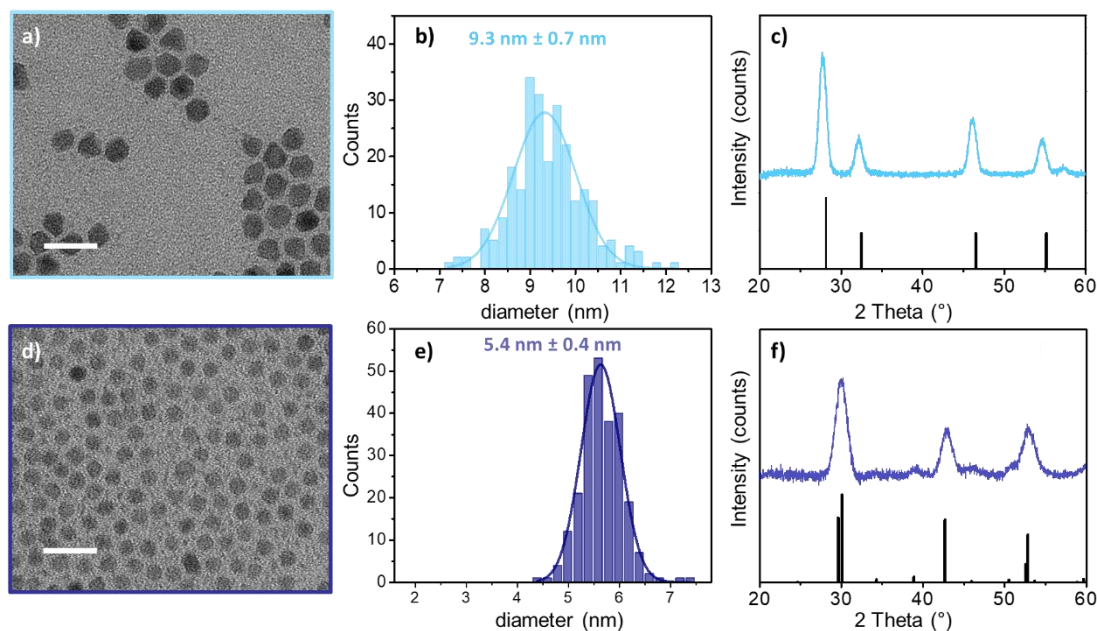 a)
b)
9.3 nm ± 0.7 nm
Counts
0
10
20
30
40
6 7 8 9 10 11 12 13
diameter (nm)
c)
Intensity (counts)
20 30 40 50 60
2 Theta (°)
d)
e)
5.4 nm ± 0.4 nm
Counts
0
10
20
30
40
50
60
2 3 4 5 6 7
diameter (nm)
f)
Intensity (counts)
20 30 40 50 60
2 Theta (°)